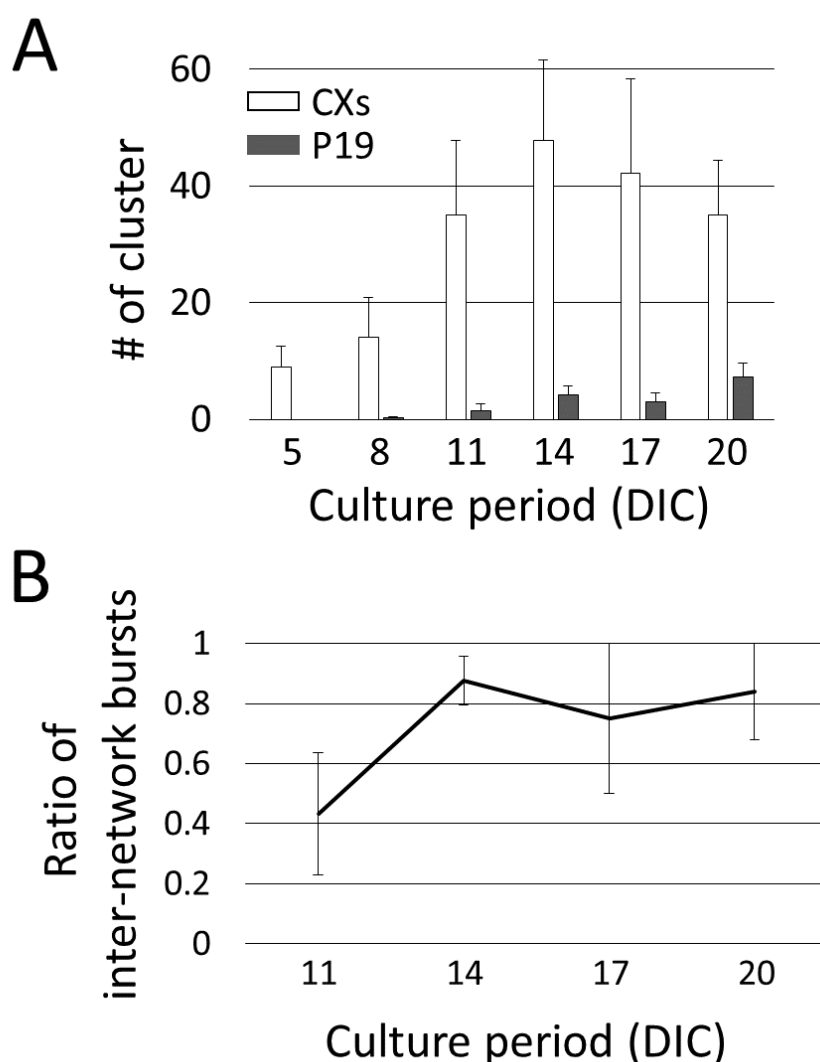 A
60
CXs
P19
40
20
0
# of cluster
5 8 11 14 17 20
Culture period (DIC)
B
1
0.8
0.6
0.4
0.2
0
Ratio of
inter-network bursts
11 14 17 20
Culture period (DIC)